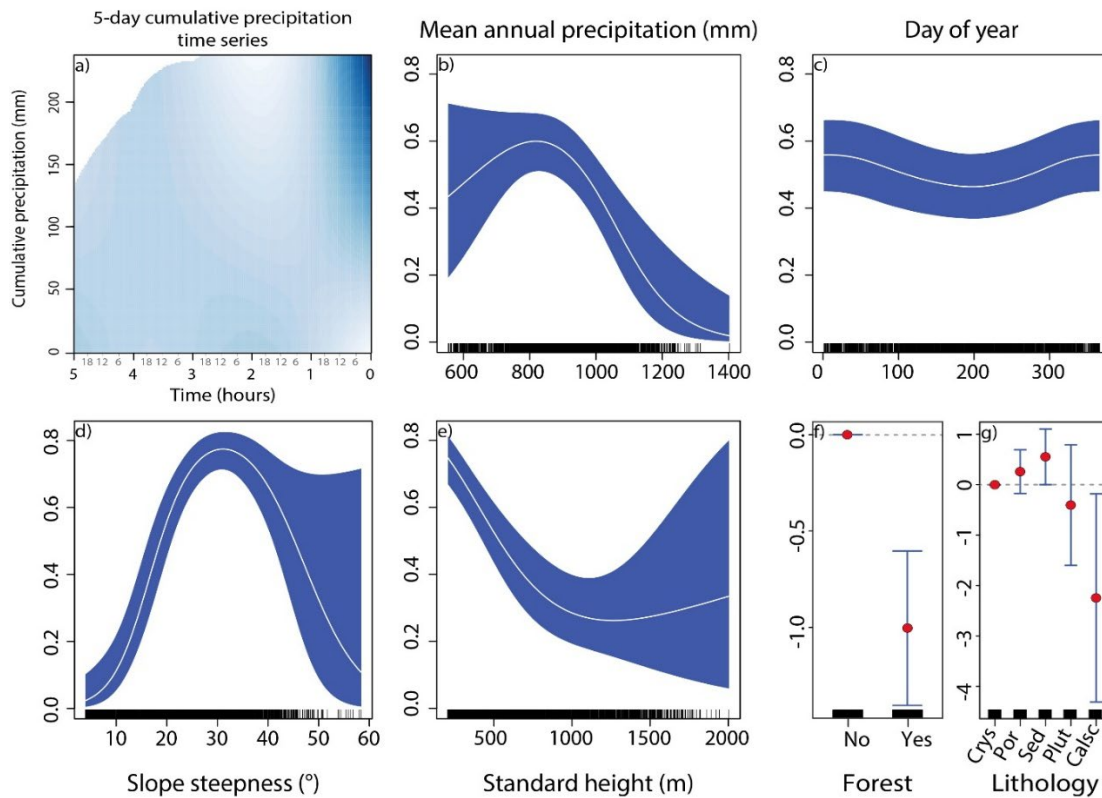 5-day cumulative precipitation
time series
Mean annual precipitation (mm)
Day of year
a)
b)
c)
Cumulative precipitation (mm)
200
150
100
50
0
18 12 6 18 12 6 18 12 6 18 12 6 18 12 6
5 4 3 2 1 0
Time (hours)
0.8
0.6
0.4
0.2
0.0
600 800 1000 1200 1400
0.8
0.6
0.4
0.2
0.0
0 100 200 300
d)
e)
f)
g)
0.8
0.6
0.4
0.2
0.0
10 20 30 40 50 60
Slope steepness (°)
0.8
0.6
0.4
0.2
0.0
500 1000 1500 2000
Standard height (m)
0.0
-0.5
-1.0
No Yes
Forest
1
0
-1
-2
-3
-4
Crys Por Sed Plut Calsc
Lithology